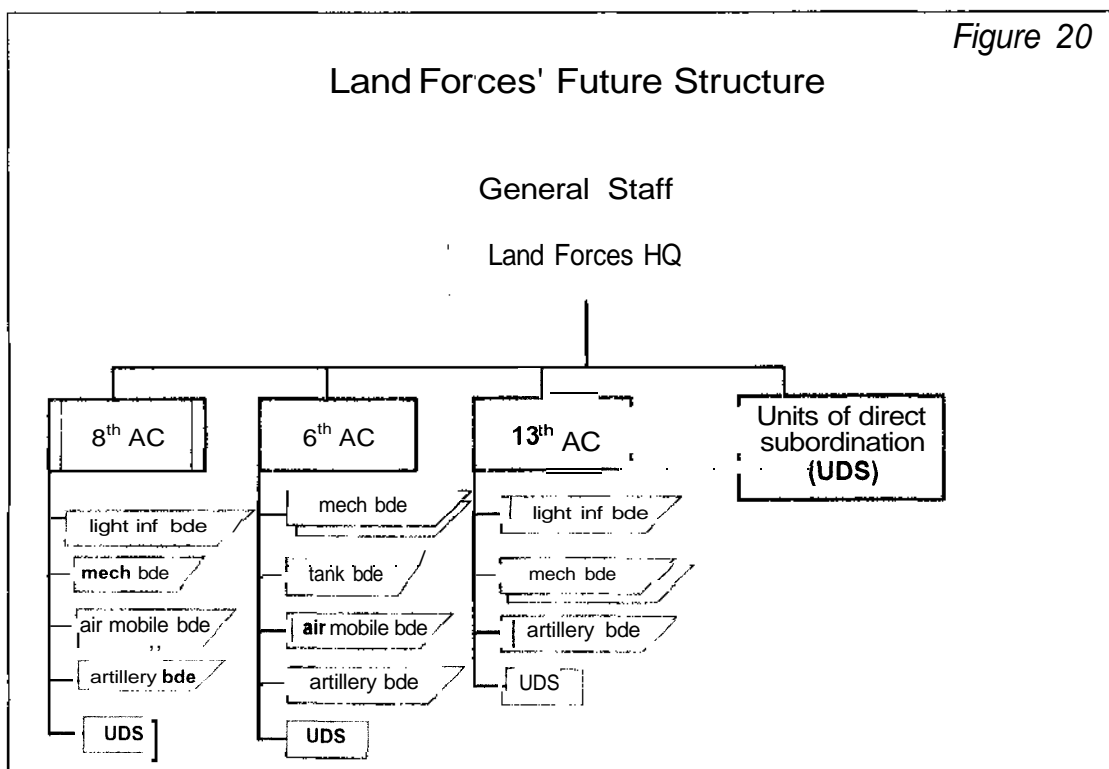 Figure 20
Land Forces' Future Structure
General Staff
Land Forces HQ
8th AC
6th AC
13th AC
Units of direct
subordination
(UDS)
light inf bde
mech bde
air mobile bde
artillery bde
UDS
mech bde
tank bde
air mobile bde
artillery bde
UDS
light inf bde
mech bde
artillery bde
UDS